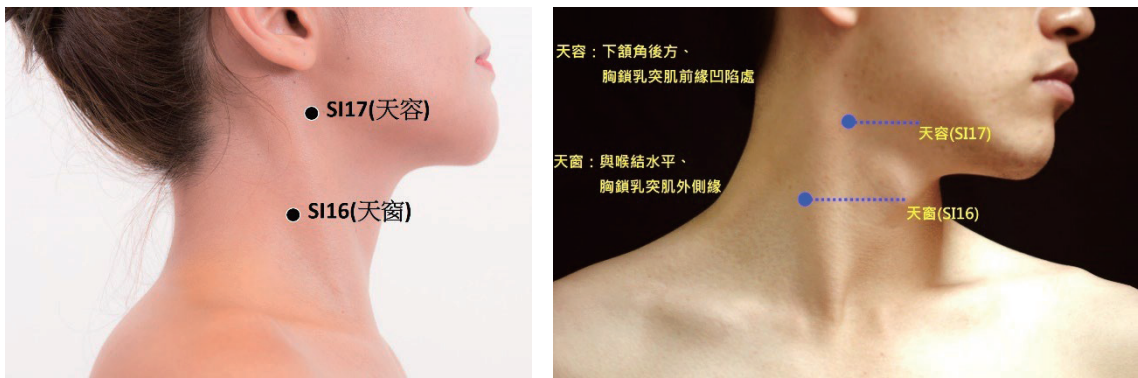 SI17(天容)
SI16(天窗)
天容：下頷角後方、
胸鎖乳突肌前緣凹陷處
天容(SI17)
天窗：與喉結水平、
胸鎖乳突肌外側緣
天窗(SI16)